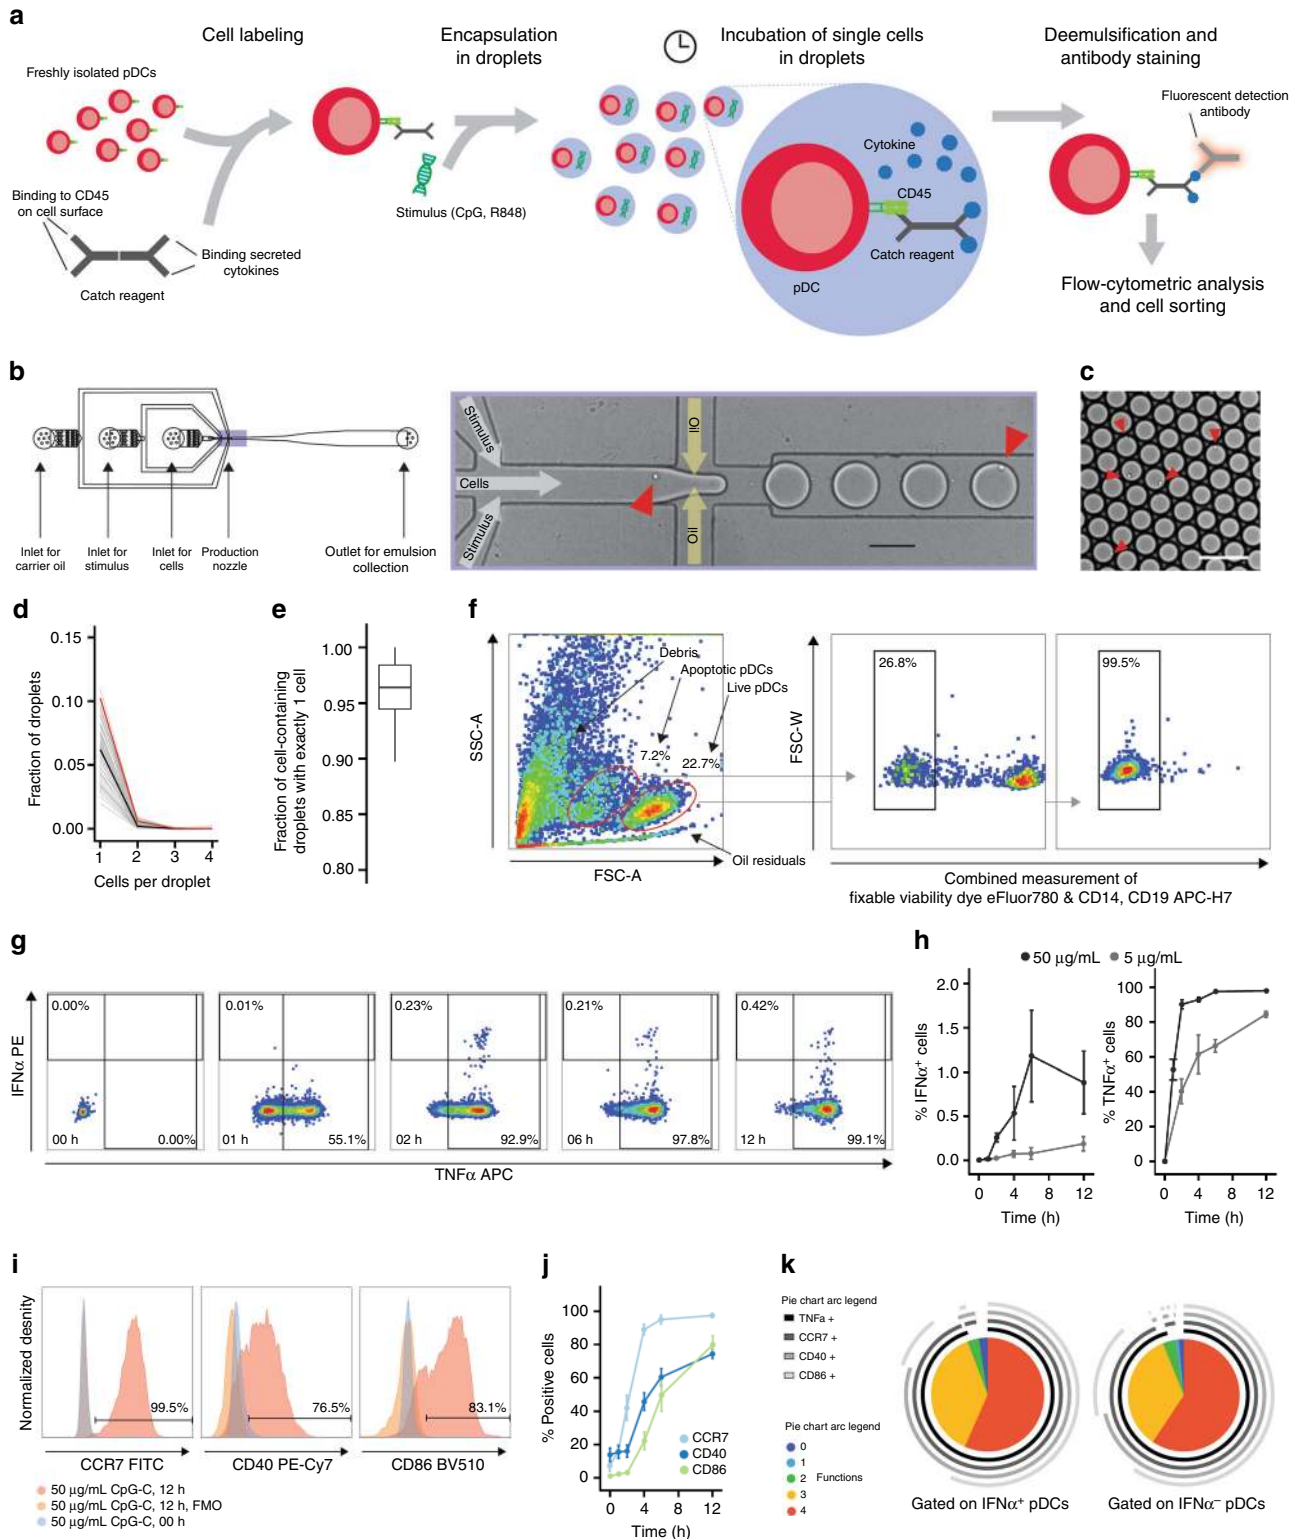 a
Cell labeling
Encapsulation
in droplets
Incubation of single cells
in droplets
Deemulsification and
antibody staining
Freshly isolated pDCs
Fluorescent detection
antibody
Cytokine
Binding to CD45
on cell surface
Stimulus (CpG, R848)
CD45
Binding secreted
cytokines
Catch reagent
Catch reagent
pDC
Flow-cytometric analysis
and cell sorting
b
Stimulus
Cells
Stimulus
Oil
Oil
Inlet for
carrier oil
Inlet for
stimulus
Inlet for
cells
Production
nozzle
Outlet for emulsion
collection
c
d
Fraction of droplets
0.15
0.10
0.05
0.00
1 2 3 4
Cells per droplet
e
Fraction of cell-containing
droplets with exactly 1 cell
1.00
0.95
0.90
0.85
0.80
f
SSC-A
Debris
Apoptotic pDCs
Live pDCs
7.2%
22.7%
Oil residuals
FSC-A
FSC-W
26.8%
99.5%
Combined measurement of
fixable viability dye eFluor780 & CD14, CD19 APC-H7
g
IFNα PE
0.00%
0.01%
0.23%
0.21%
0.42%
00 h 0.00%
01 h 55.1%
02 h 92.9%
06 h 97.8%
12 h 99.1%
TNFα APC
h
50 µg/mL 5 µg/mL
% IFNα+ cells
2.0
1.5
1.0
0.5
0.0
0 4 8 12
Time (h)
% TNFα+ cells
100
80
60
40
20
0
0 4 8 12
Time (h)
i
Normalized desnity
99.5%
76.5%
83.1%
CCR7 FITC
CD40 PE-Cy7
CD86 BV510
50 µg/mL CpG-C, 12 h
50 µg/mL CpG-C, 12 h, FMO
50 µg/mL CpG-C, 00 h
j
% Positive cells
100
80
60
40
20
0
CCR7
CD40
CD86
0 4 8 12
Time (h)
k
Pie chart arc legend
TNFa +
CCR7 +
CD40 +
CD86 +
Pie chart arc legend
0
1
2 Functions
3
4
Gated on IFNα+ pDCs
Gated on IFNα− pDCs